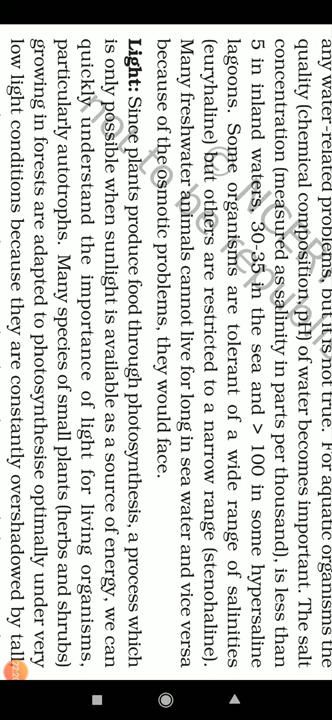 any water-related problems, but it is not true. For aquatic organisms the
quality (chemical composition, pH) of water becomes important. The salt
concentration (measured as salinity in parts per thousand), is less than
5 in inland waters, 30-35 in the sea and > 100 in some hypersaline
lagoons. Some organisms are tolerant of a wide range of salinities
(euryhaline) but others are restricted to a narrow range (stenohaline).
Many freshwater animals cannot live for long in sea water and vice versa
because of the osmotic problems, they would face.
Light: Since plants produce food through photosynthesis, a process which
is only possible when sunlight is available as a source of energy, we can
quickly understand the importance of light for living organisms,
particularly autotrophs. Many species of small plants (herbs and shrubs)
growing in forests are adapted to photosynthesise optimally under very
low light conditions because they are constantly overshadowed by tall
© NCERT
not to be republi